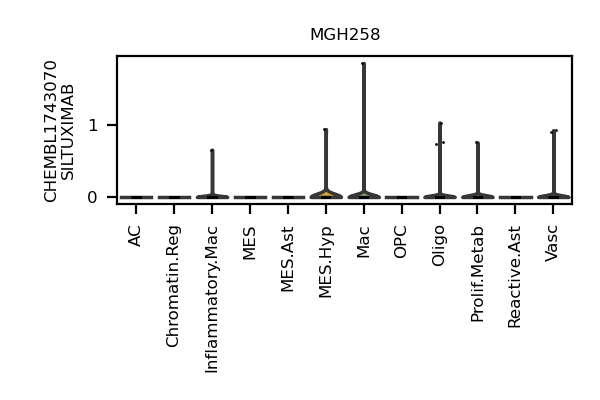 MGH258
CHEMBL1743070
SILTUXIMAB
1
0
AC
Chromatin.Reg
Inflammatory.Mac
MES
MES.Ast
MES.Hyp
Mac
OPC
Oligo
Prolif.Metab
Reactive.Ast
Vasc